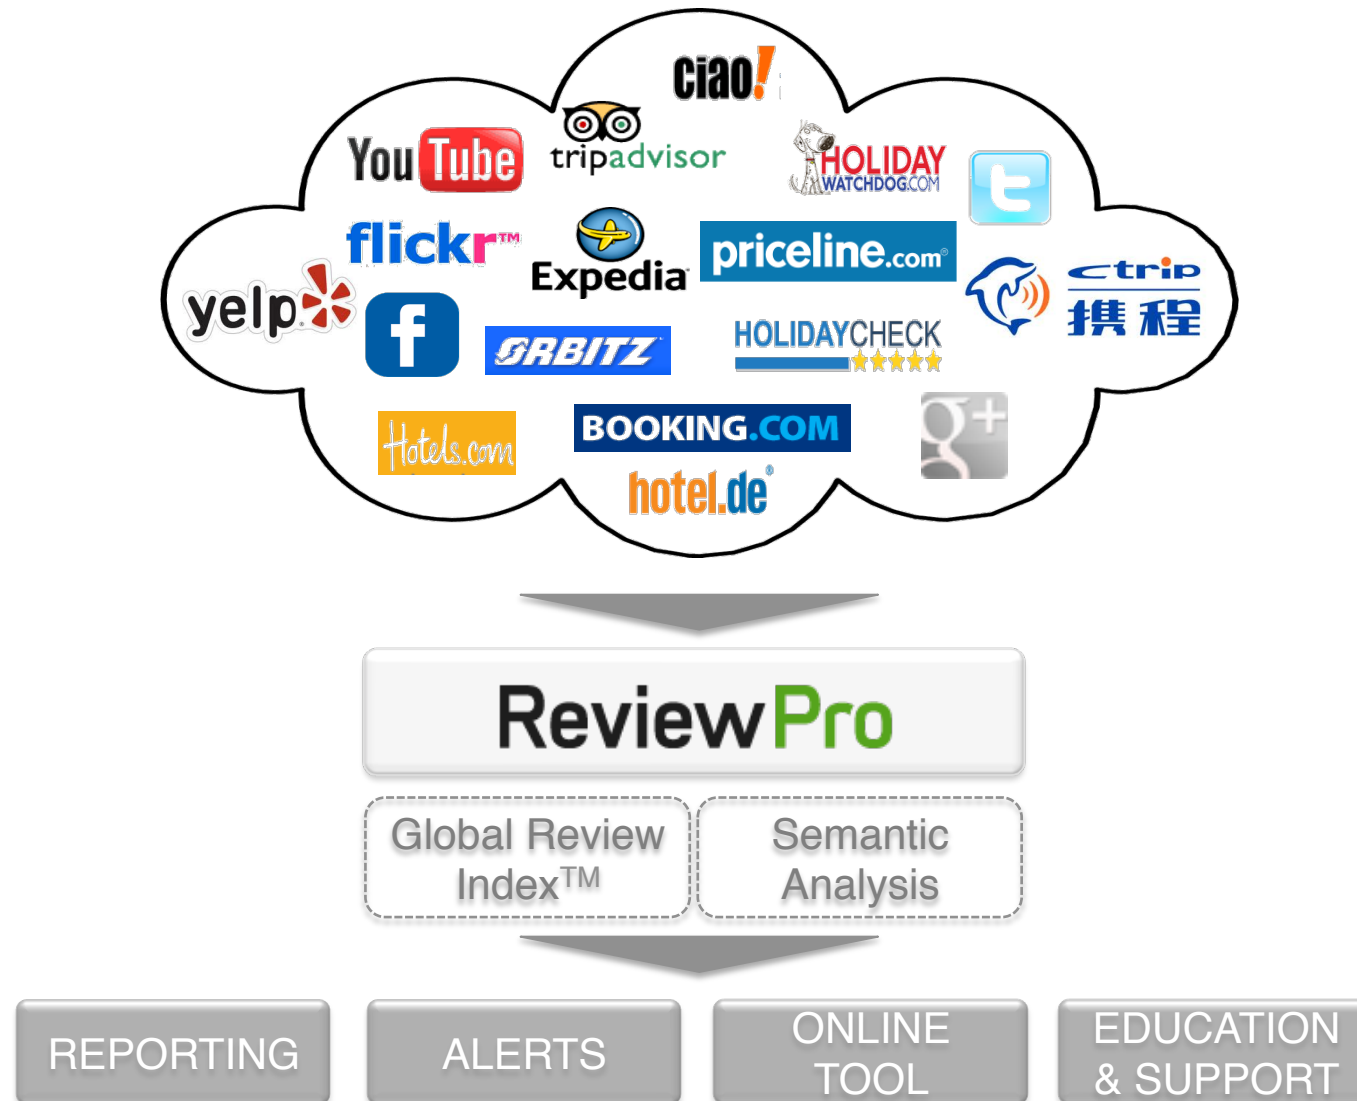 ciao!
YouTube
tripadvisor
HOLIDAY
WATCHDOG.COM
t
flickr™
Expedia
priceline.com®
ctrip
携程
yelp
f
ORBITZ
HOLIDAYCHECK
Hotels.com
BOOKING.COM
g+
hotel.de®
ReviewPro
Global Review
Index™
Semantic
Analysis
REPORTING
ALERTS
ONLINE
TOOL
EDUCATION
& SUPPORT